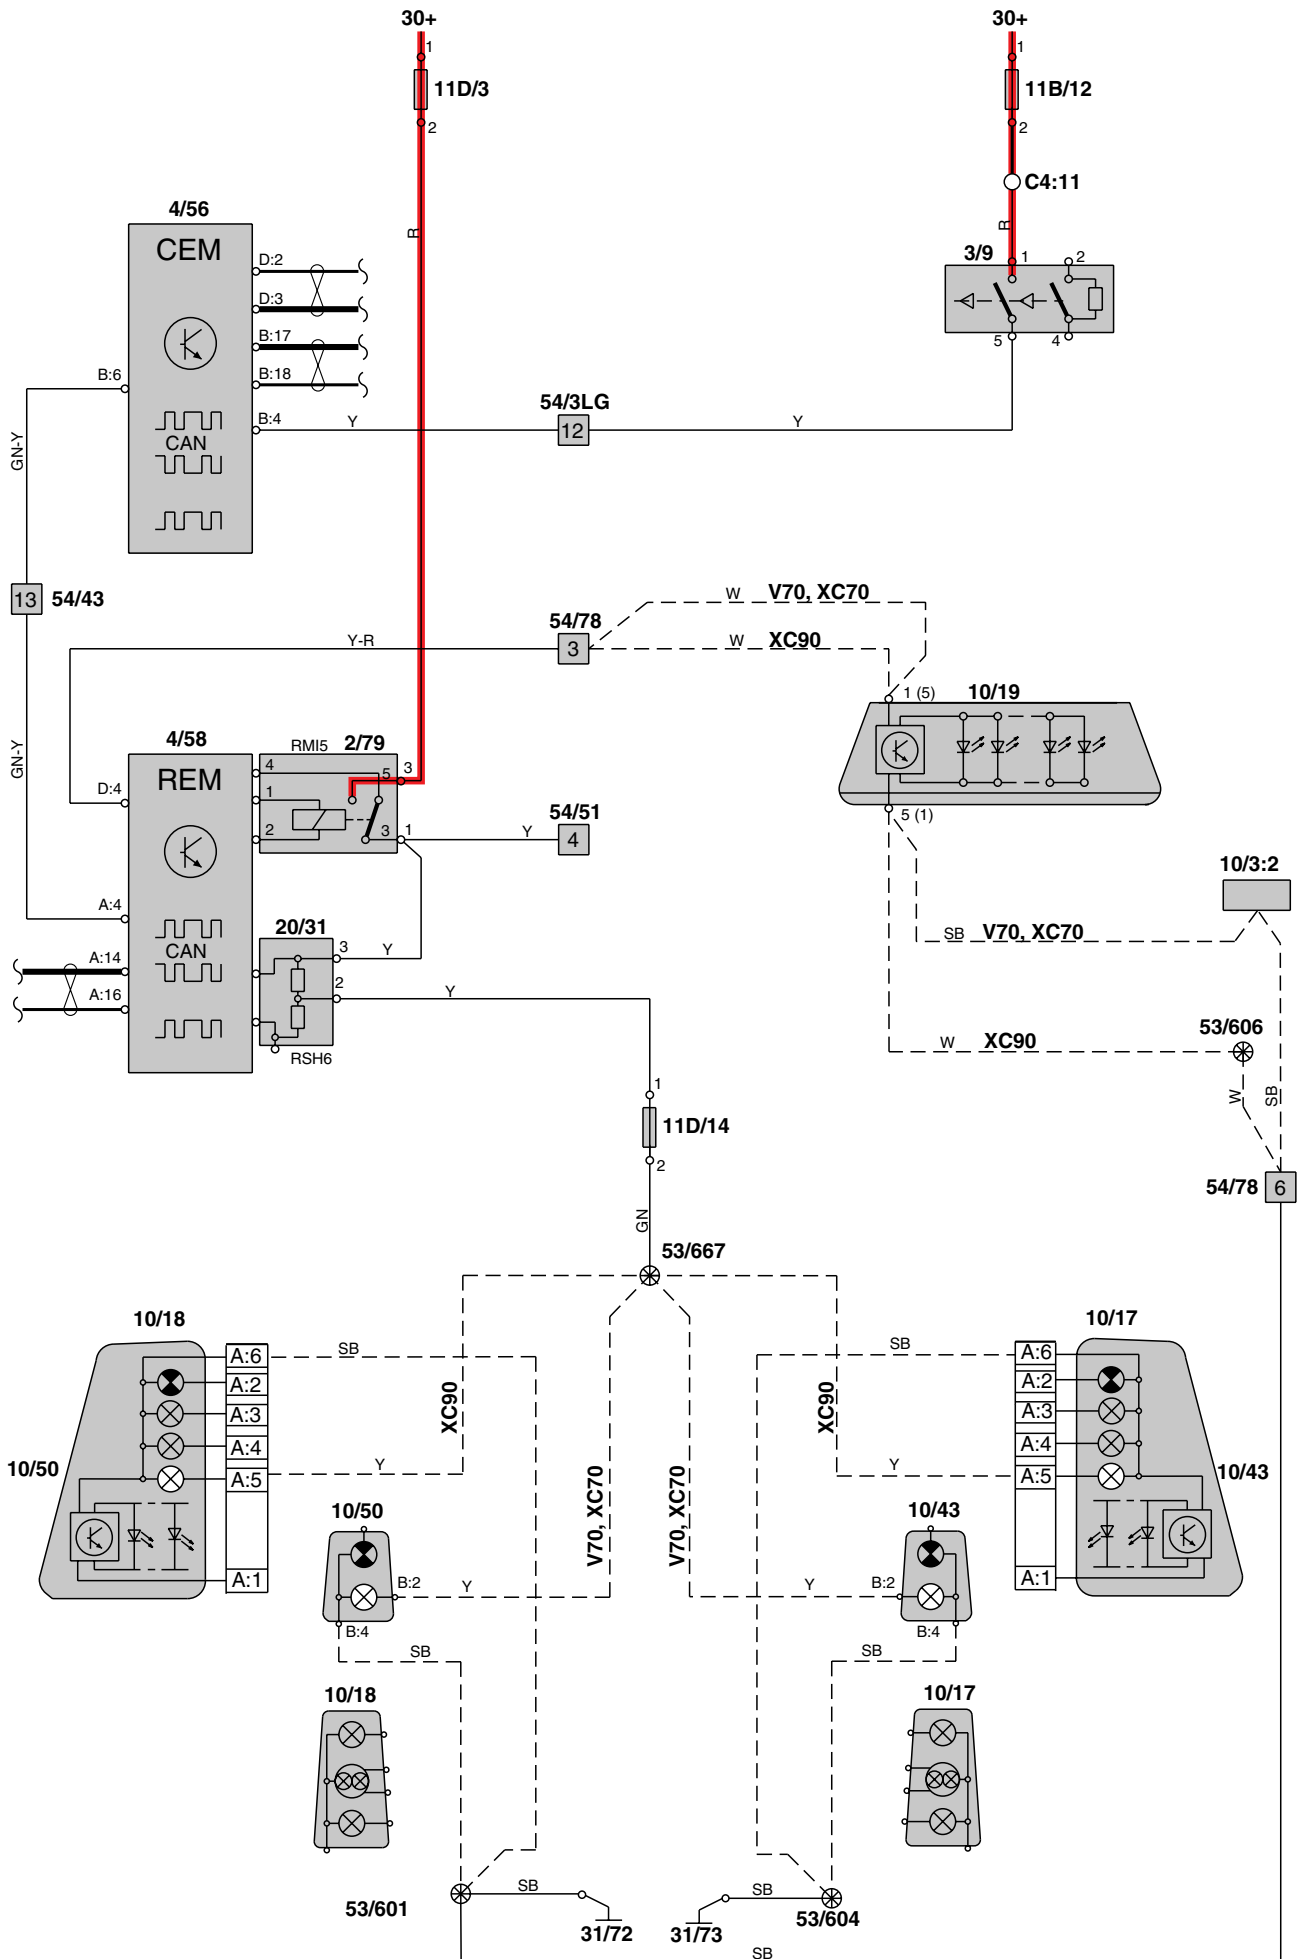 30+
30+
1
1
11D/3
11B/12
2
2
C4:11
R
R
4/56
3/9
1
2
CEM
D:2
D:3
B:17
B:18
B:6
B:4
Y
5
4
54/3LG
12
Y
CAN
GN-Y
13
54/43
W
V70, XC70
54/78
3
Y-R
W
XC90
1 (5)
10/19
4/58
RMI5
2/79
REM
4
5
3
GN-Y
D:4
1
2
3
1
Y
54/51
4
5 (1)
10/3:2
A:4
20/31
SB
V70, XC70
CAN
3
Y
A:14
2
Y
A:16
RSH6
W
XC90
53/606
W
SB
1
11D/14
2
54/78
6
GN
53/667
10/18
10/17
A:6
SB
SB
A:6
A:2
A:2
A:3
XC90
XC90
A:3
A:4
A:4
10/50
A:5
Y
Y
A:5
10/43
V70, XC70
V70, XC70
10/50
10/43
A:1
B:2
Y
Y
B:2
A:1
B:4
SB
SB
B:4
10/18
10/17
53/601
SB
31/72
31/73
SB
53/604
SB